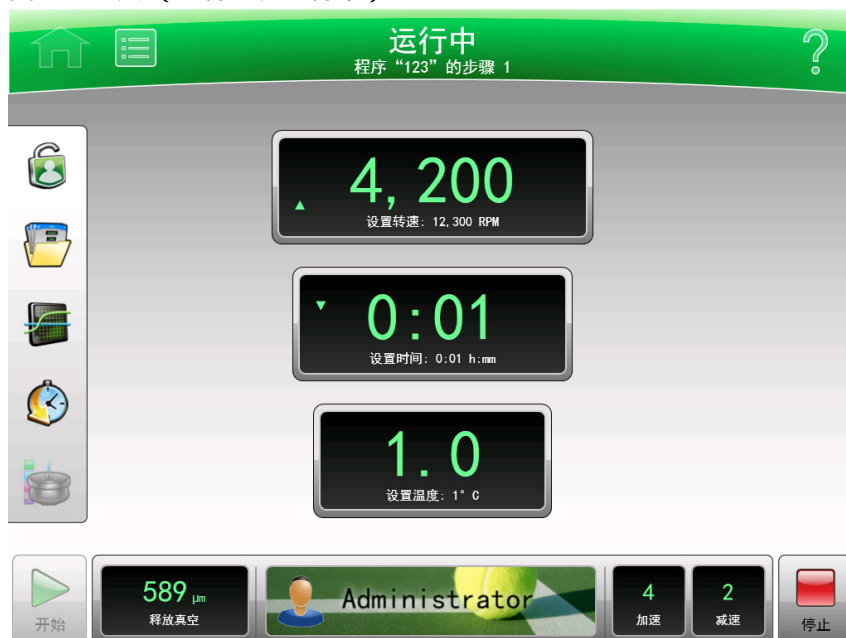 运行中
程序“123”的步骤 1
4,200
设置转速: 12,300 RPM
0:01
设置时间: 0:01 h:mm
1.0
设置温度: 1° C
开始
589 µm
释放真空
Administrator
4
加速
2
减速
停止